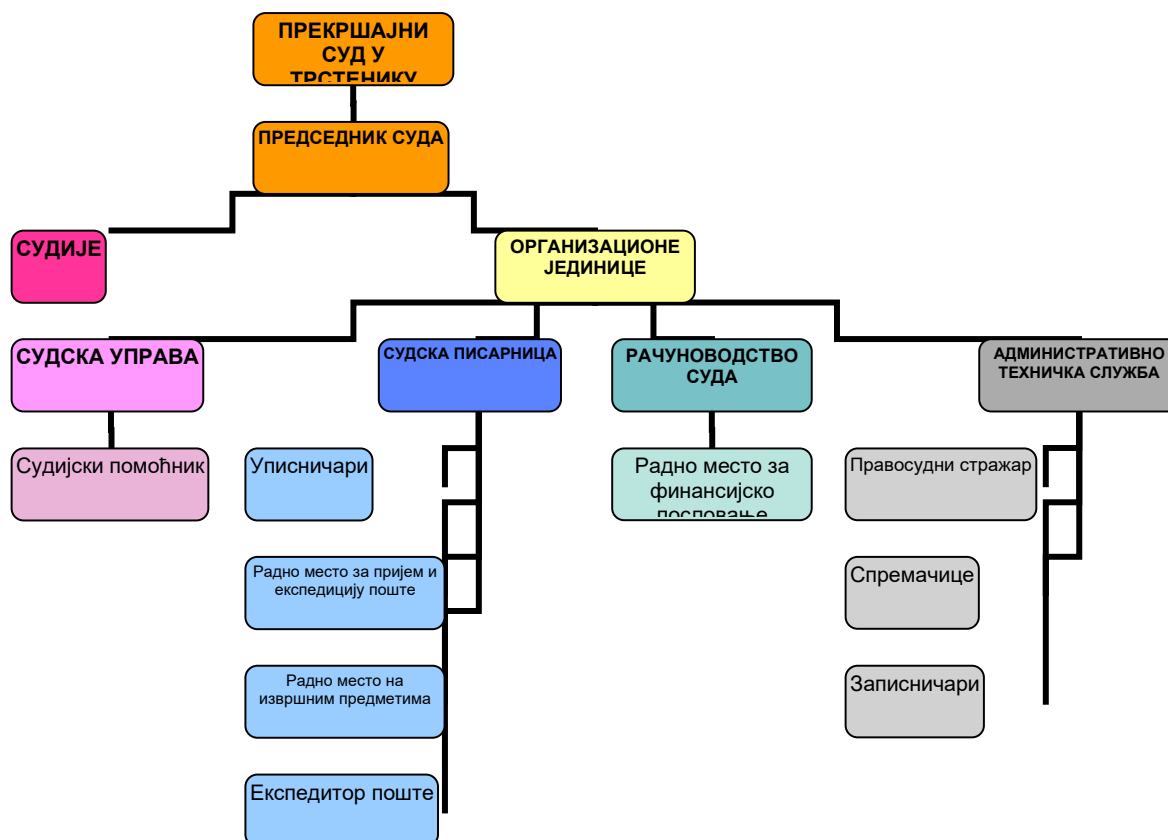 ПРЕКРШАЈНИ
СУД У
ТРСТЕНИКУ
ПРЕДСЕДНИК СУДА
СУДИЈЕ
ОРГАНИЗАЦИОНЕ
ЈЕДИНИЦЕ
СУДСКА УПРАВА
СУДСКА ПИСАРНИЦА
РАЧУНОВОДСТВО
СУДА
АДМИНИСТРАТИВНО
ТЕХНИЧКА СЛУЖБА
Судијски помоћник
Уписничари
Радно место за
финансијско
пословање
Правосудни стражар
Радно место за пријем и
експедицију поште
Спремачице
Радно место на
извршним предметима
Записничари
Експедитор поште